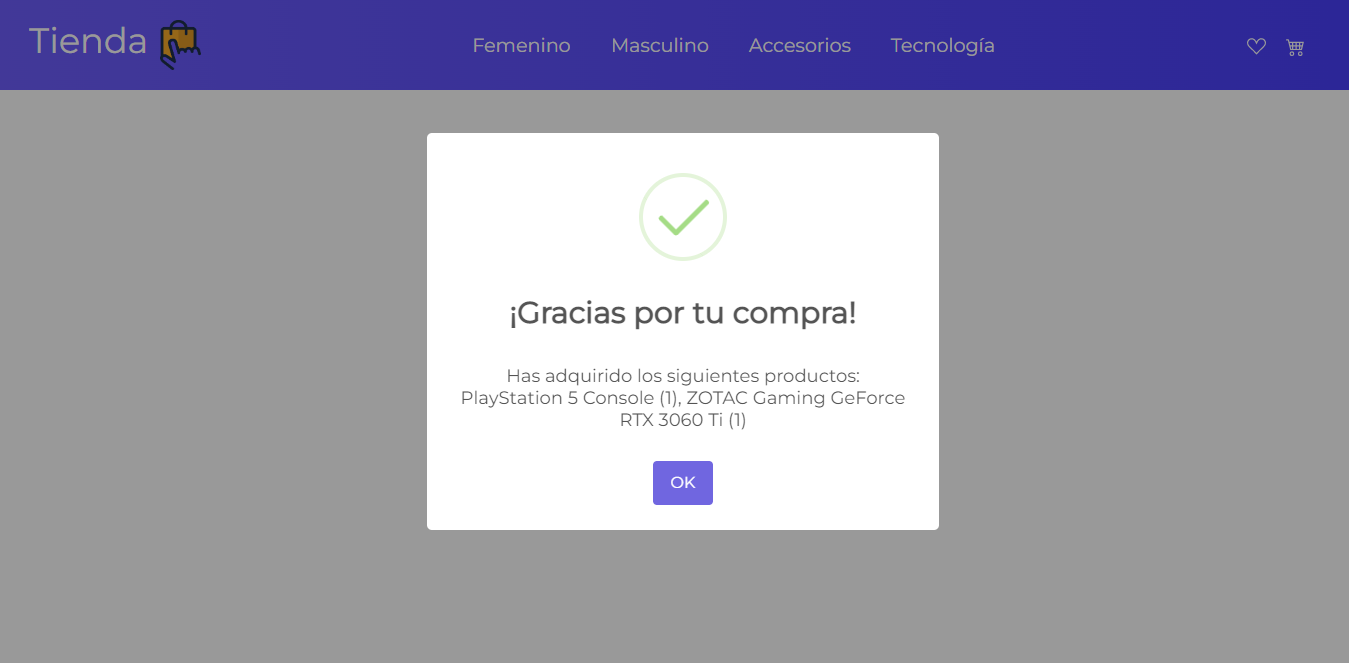 Tienda
Femenino
Masculino
Accesorios
Tecnología
¡Gracias por tu compra!
Has adquirido los siguientes productos:
PlayStation 5 Console (1), ZOTAC Gaming GeForce
RTX 3060 Ti (1)
OK